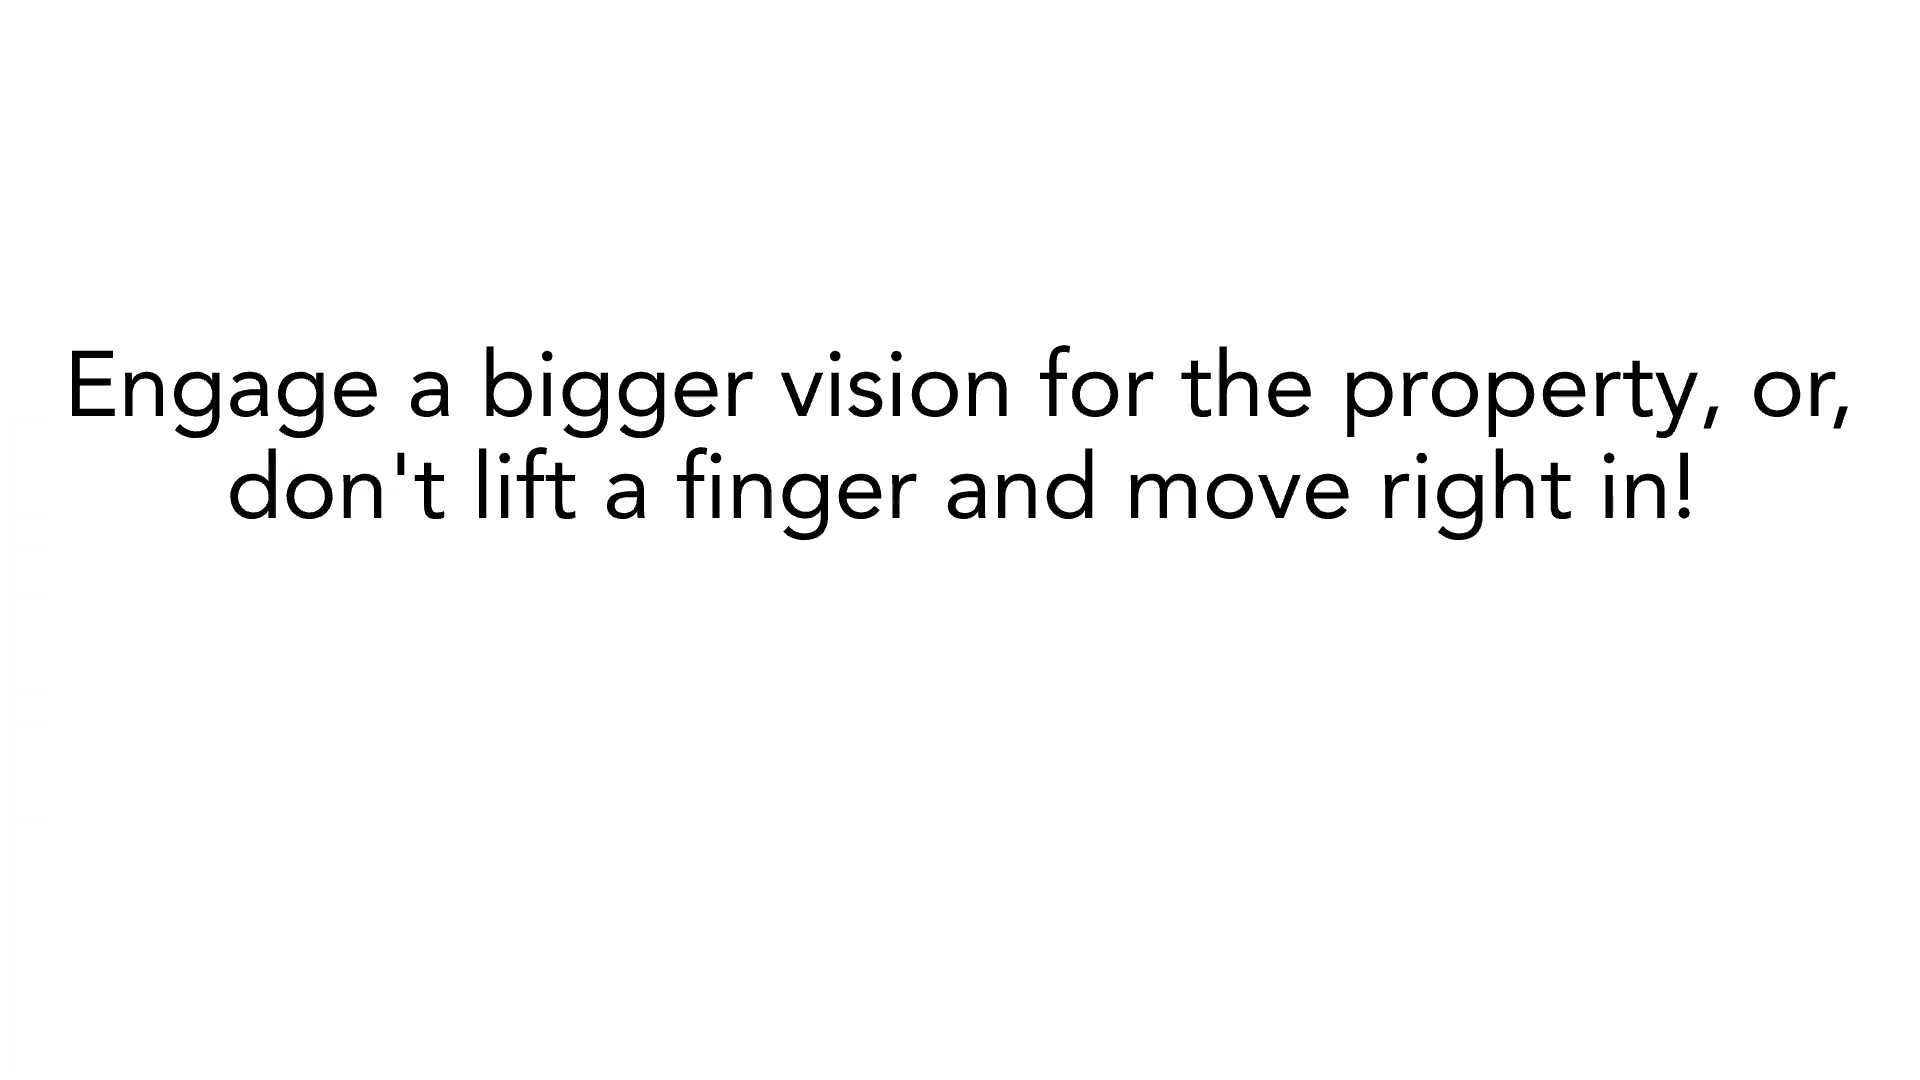 Engage a bigger vision for the property, or,
don't lift a finger and move right in!